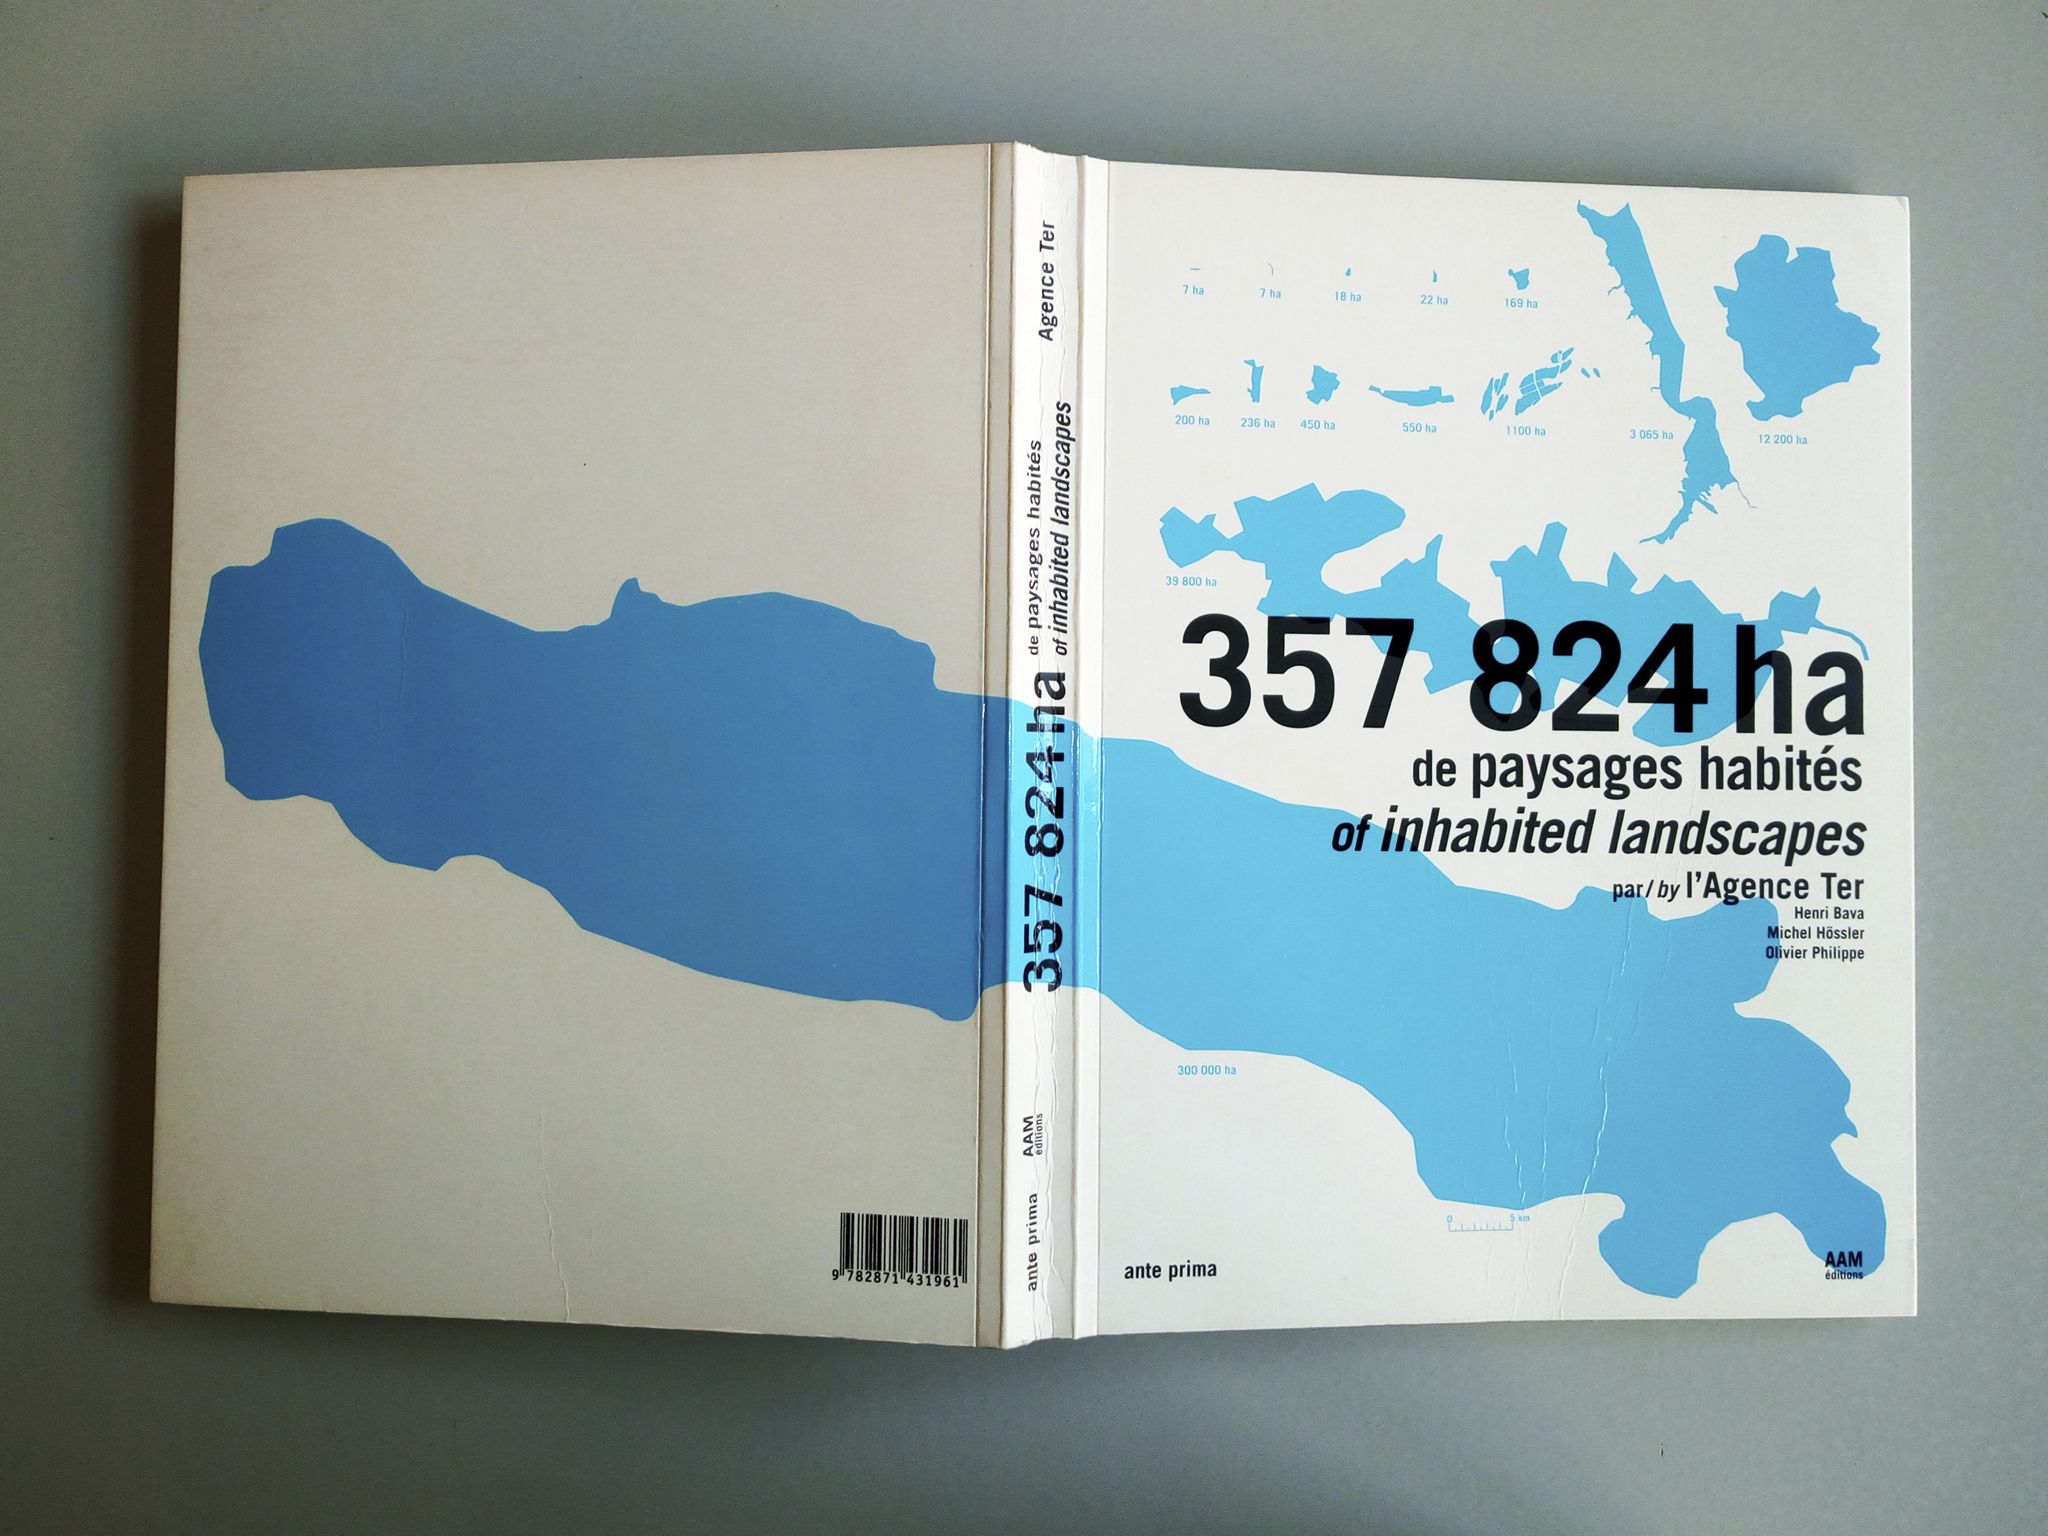 9 782871 431961
357 824 ha
de paysages habités
of inhabited landscapes
Agence Ter
AAM
éditions
ante prima
7 ha
7 ha
18 ha
22 ha
169 ha
200 ha
236 ha
450 ha
550 ha
1100 ha
3 065 ha
12 200 ha
39 800 ha
357 824 ha
de paysages habités
of inhabited landscapes
par / by l'Agence Ter
Henri Bava
Michel Hössler
Olivier Philippe
300 000 ha
0 5 km
ante prima
AAM
éditions